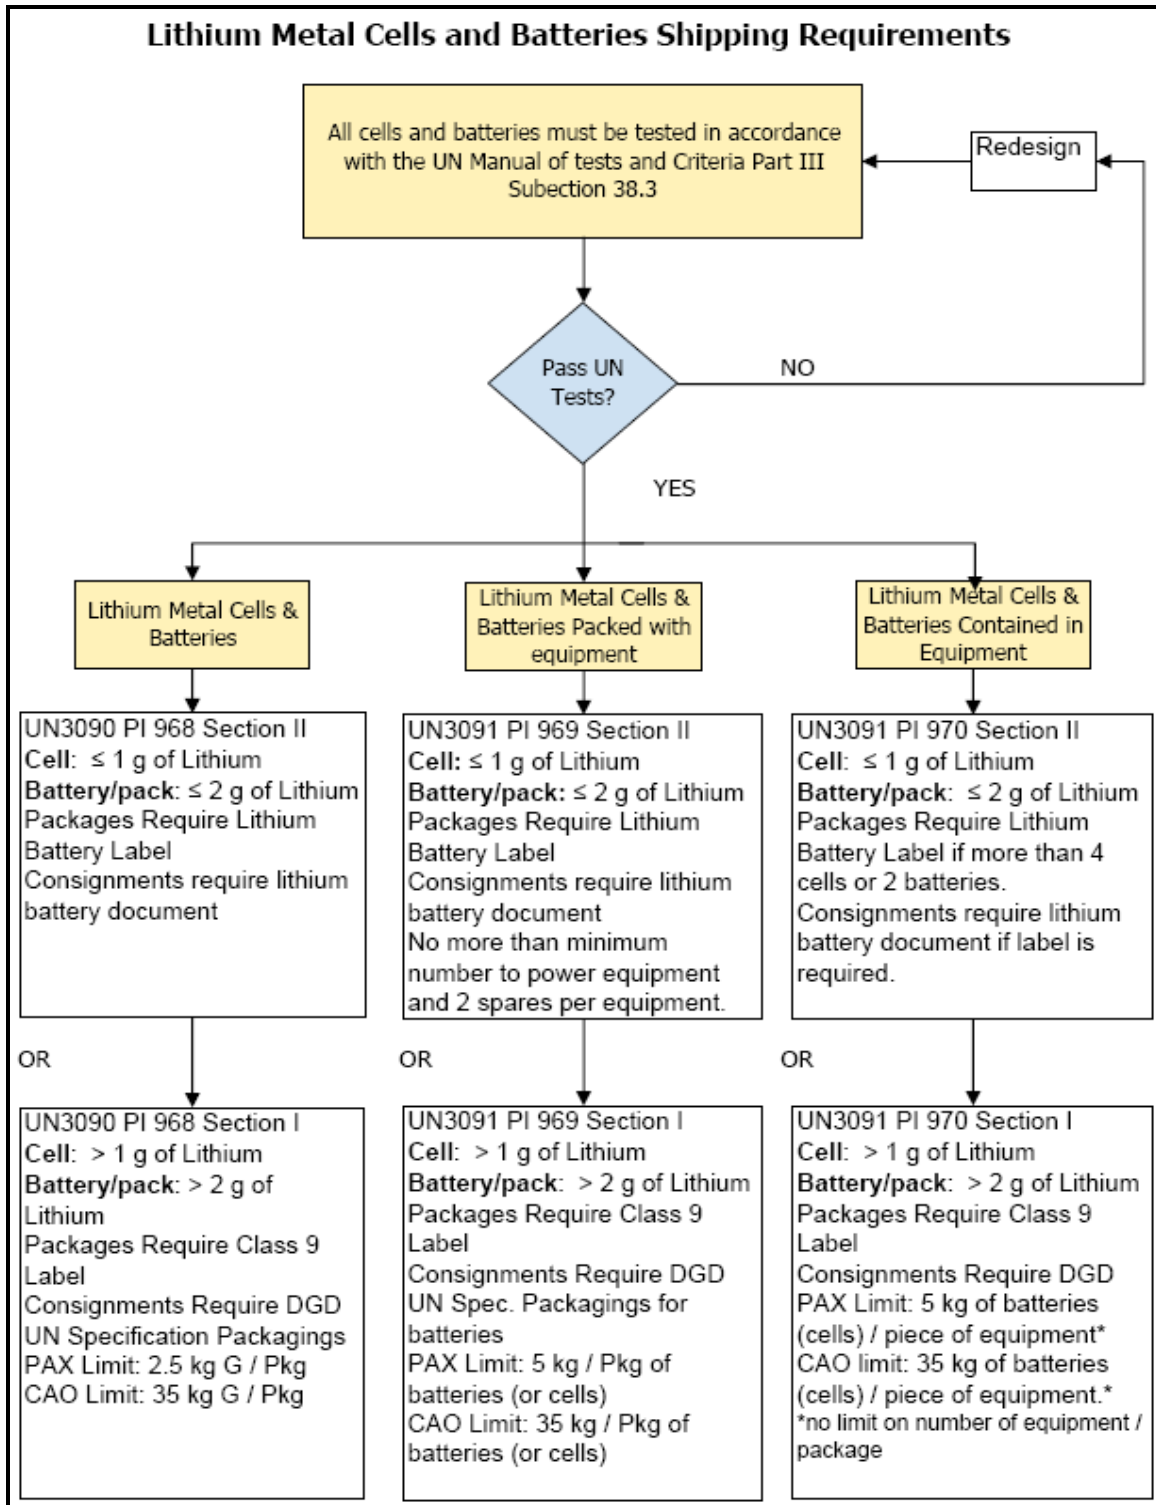 Lithium Metal Cells and Batteries Shipping Requirements
All cells and batteries must be tested in accordance
with the UN Manual of tests and Criteria Part III
Subection 38.3
Redesign
Pass UN
Tests?
NO
YES
Lithium Metal Cells &
Batteries
Lithium Metal Cells &
Batteries Packed with
equipment
Lithium Metal Cells &
Batteries Contained in
Equipment
UN3090 PI 968 Section II
Cell: ≤ 1 g of Lithium
Battery/pack: ≤ 2 g of Lithium
Packages Require Lithium
Battery Label
Consignments require lithium
battery document
UN3091 PI 969 Section II
Cell: ≤ 1 g of Lithium
Battery/pack: ≤ 2 g of Lithium
Packages Require Lithium
Battery Label
Consignments require lithium
battery document
No more than minimum
number to power equipment
and 2 spares per equipment.
UN3091 PI 970 Section II
Cell: ≤ 1 g of Lithium
Battery/pack: ≤ 2 g of Lithium
Packages Require Lithium
Battery Label if more than 4
cells or 2 batteries.
Consignments require lithium
battery document if label is
required.
OR
OR
OR
UN3090 PI 968 Section I
Cell: > 1 g of Lithium
Battery/pack: > 2 g of
Lithium
Packages Require Class 9
Label
Consignments Require DGD
UN Specification Packagings
PAX Limit: 2.5 kg G / Pkg
CAO Limit: 35 kg G / Pkg
UN3091 PI 969 Section I
Cell: > 1 g of Lithium
Battery/pack: > 2 g of Lithium
Packages Require Class 9
Label
Consignments Require DGD
UN Spec. Packagings for
batteries
PAX Limit: 5 kg / Pkg of
batteries (or cells)
CAO Limit: 35 kg / Pkg of
batteries (or cells)
UN3091 PI 970 Section I
Cell: > 1 g of Lithium
Battery/pack: > 2 g of Lithium
Packages Require Class 9
Label
Consignments Require DGD
PAX Limit: 5 kg of batteries
(cells) / piece of equipment*
CAO limit: 35 kg of batteries
(cells) / piece of equipment.*
*no limit on number of equipment /
package